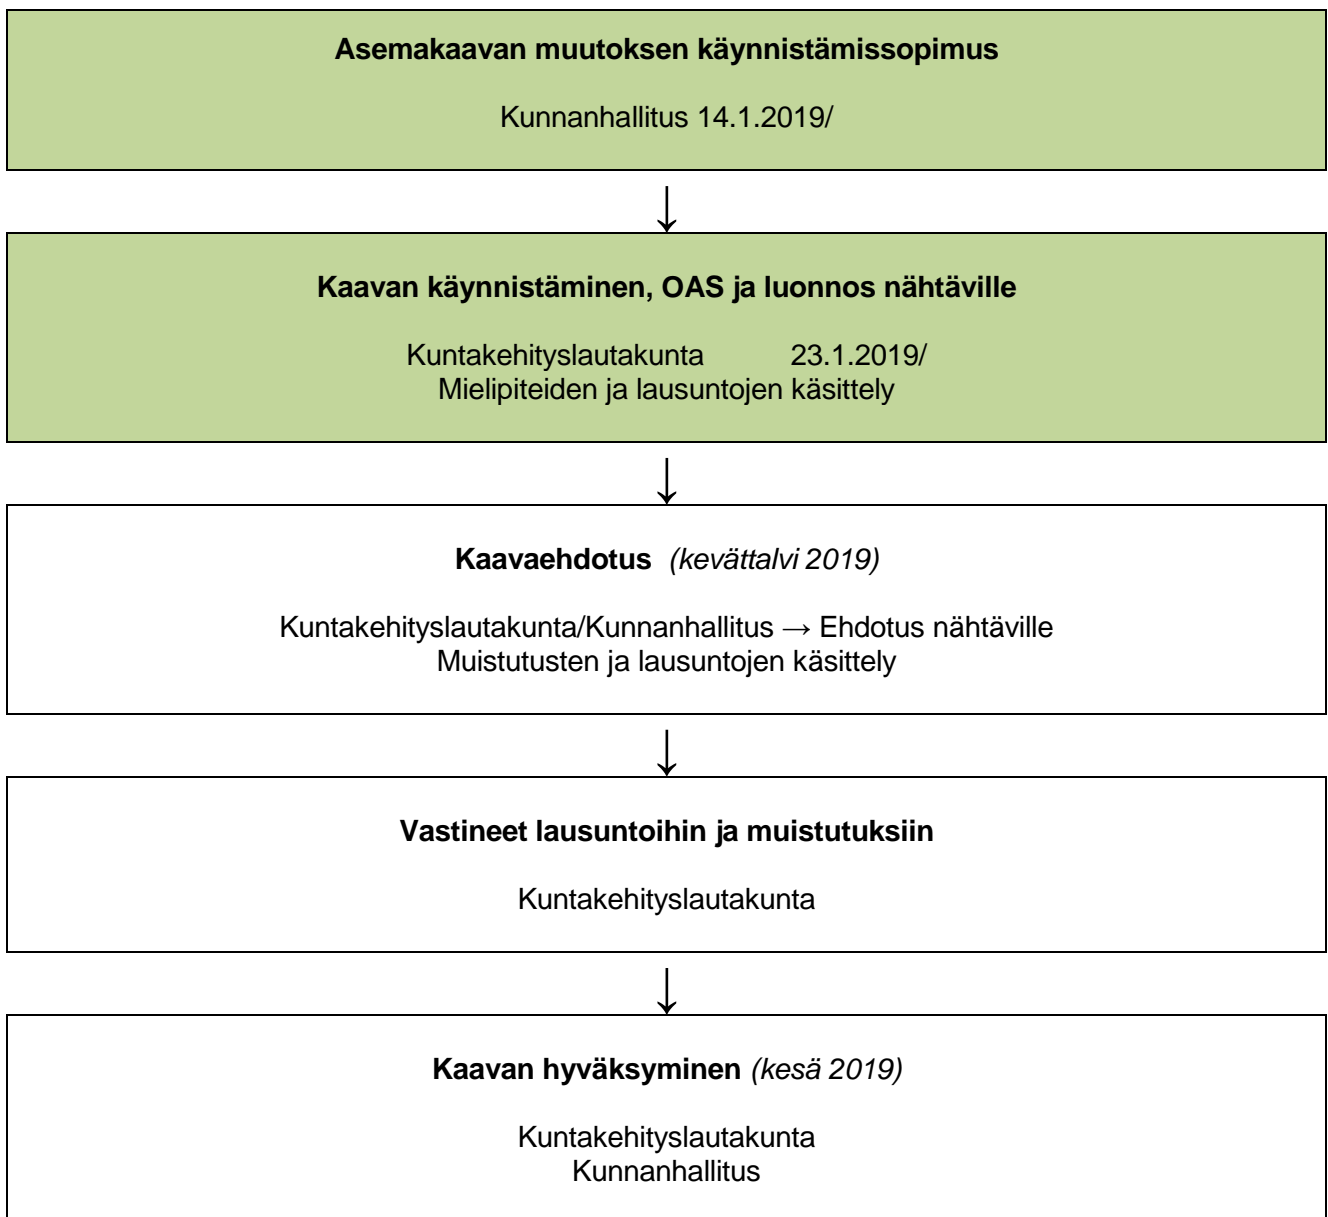 Asemakaavan muutoksen käynnistämissopimus
Kunnanhallitus 14.1.2019/
Kaavan käynnistäminen, OAS ja luonnos nähtäville
Kuntakehityslautakunta 23.1.2019/
Mielipiteiden ja lausuntojen käsittely
Kaavaehdotus (kevättalvi 2019)
Kuntakehityslautakunta/Kunnanhallitus → Ehdotus nähtäville
Muistutusten ja lausuntojen käsittely
Vastineet lausuntoihin ja muistutuksiin
Kuntakehityslautakunta
Kaavan hyväksyminen (kesä 2019)
Kuntakehityslautakunta
Kunnanhallitus